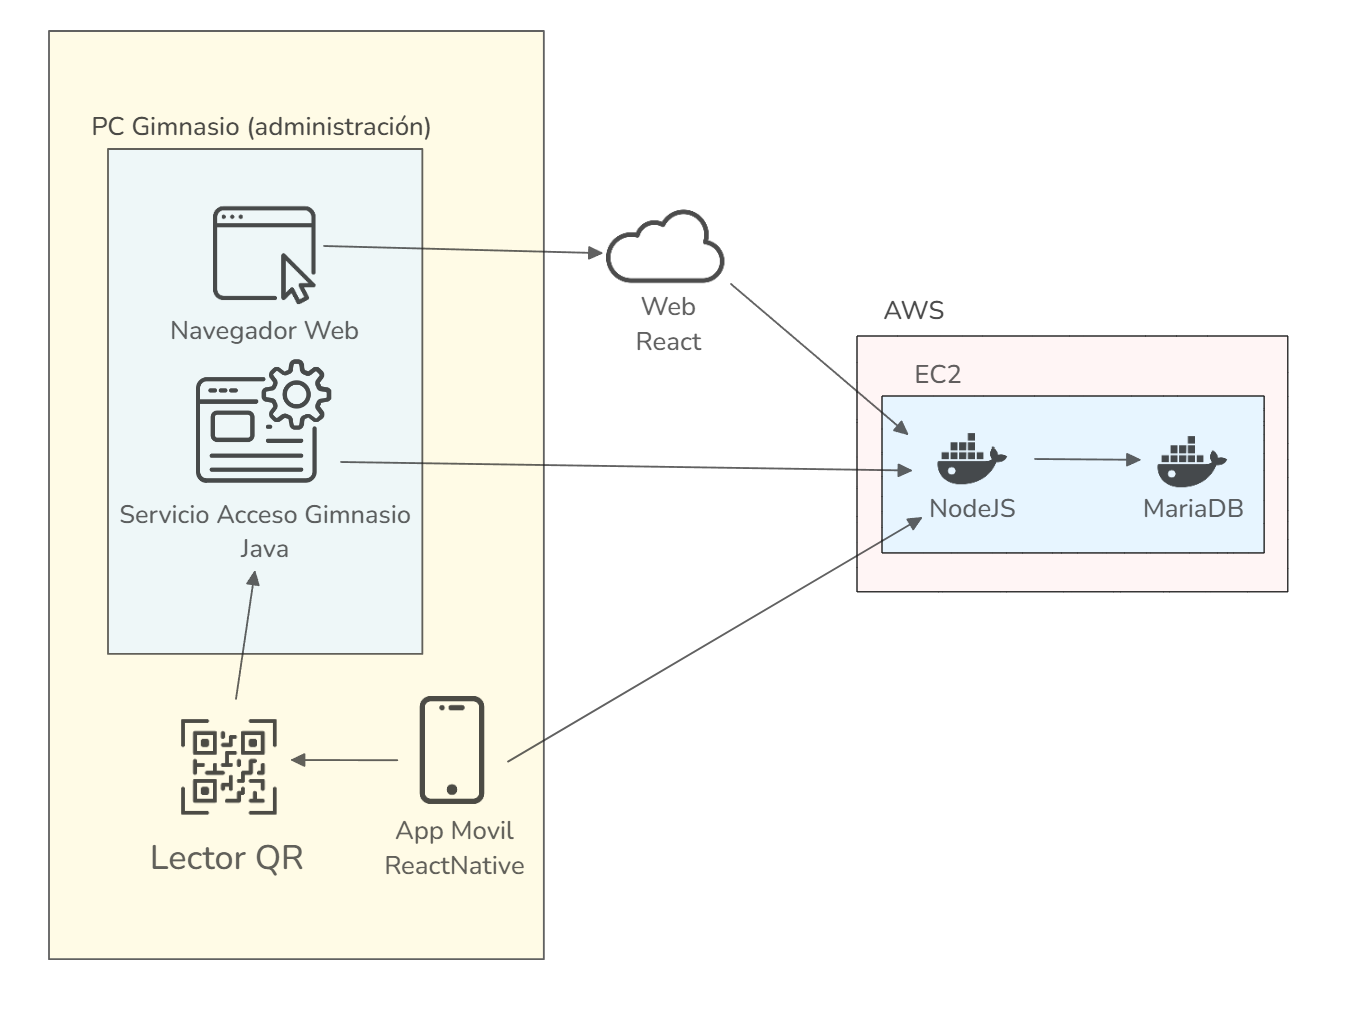 PC Gimnasio (administración)
Navegador Web
Servicio Acceso Gimnasio
Java
Lector QR
App Movil
ReactNative
Web
React
AWS
EC2
NodeJS
MariaDB